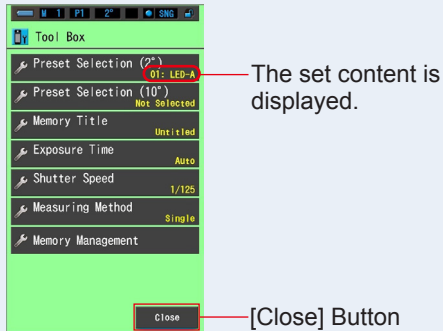 M 1 P1 2° SNG
Tool Box
Preset Selection (2°)
01: LED-A
Preset Selection (10°)
Not Selected
Memory Title
Untitled
Exposure Time
Auto
Shutter Speed
1/125
Measuring Method
Single
Memory Management
Close
The set content is
displayed.
[Close] Button